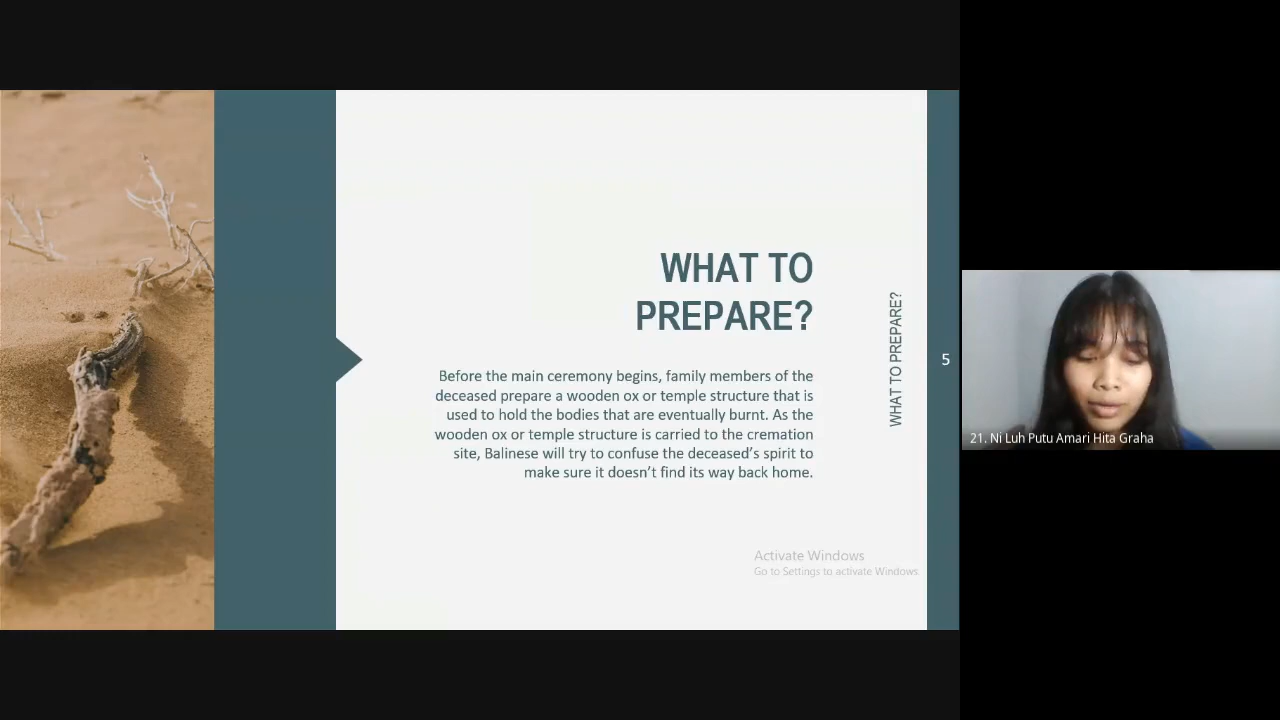 WHAT TO
PREPARE?
Before the main ceremony begins, family members of the
deceased prepare a wooden ox or temple structure that is
used to hold the bodies that are eventually burnt. As the
wooden ox or temple structure is carried to the cremation
site, Balinese will try to confuse the deceased’s spirit to
make sure it doesn’t find its way back home.
WHAT TO PREPARE?
5
Activate Windows
Go to Settings to activate Windows
21. Ni Luh Putu Amari Hita Graha